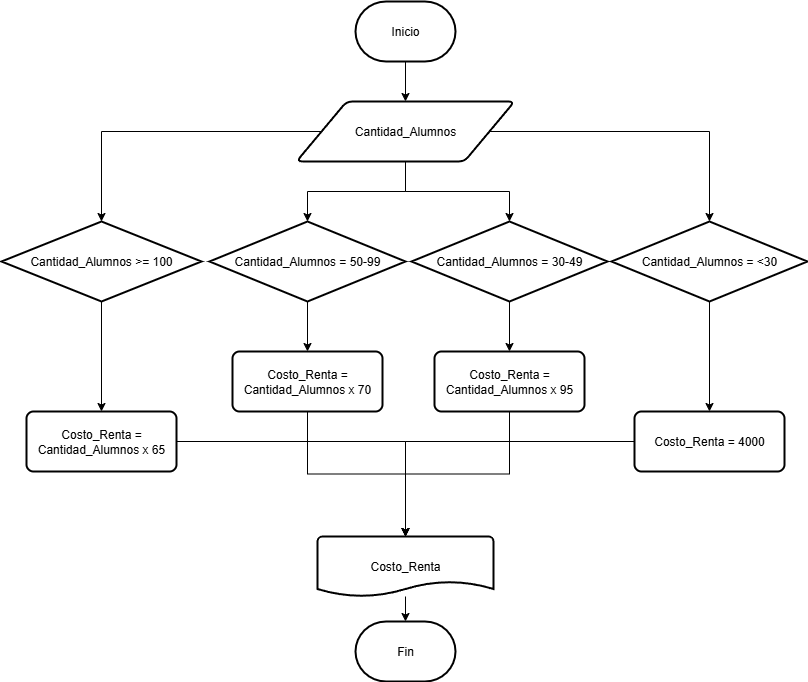 Inicio
Cantidad_Alumnos
Cantidad_Alumnos >= 100
Cantidad_Alumnos = 50-99
Cantidad_Alumnos = 30-49
Cantidad_Alumnos = <30
Costo_Renta =
Cantidad_Alumnos x 70
Costo_Renta =
Cantidad_Alumnos x 95
Costo_Renta =
Cantidad_Alumnos x 65
Costo_Renta = 4000
Costo_Renta
Fin